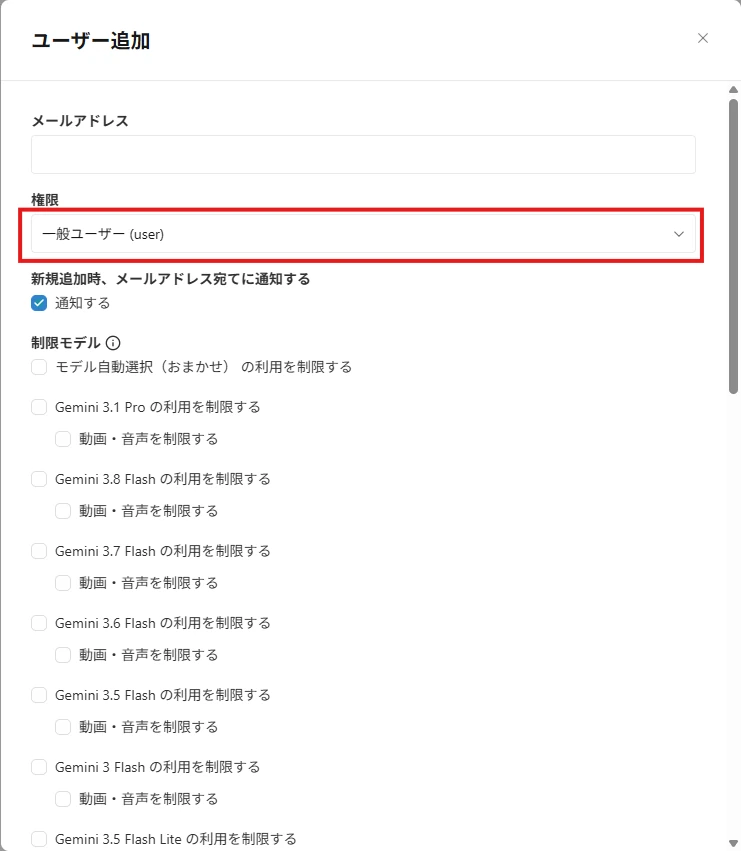 ユーザー追加
メールアドレス
権限
一般ユーザー (user)
新規追加時、メールアドレス宛てに通知する
通知する
制限モデル
モデル自動選択（おまかせ） の利用を制限する
Gemini 3.1 Pro の利用を制限する
動画・音声を制限する
Gemini 3.8 Flash の利用を制限する
動画・音声を制限する
Gemini 3.7 Flash の利用を制限する
動画・音声を制限する
Gemini 3.6 Flash の利用を制限する
動画・音声を制限する
Gemini 3.5 Flash の利用を制限する
動画・音声を制限する
Gemini 3 Flash の利用を制限する
動画・音声を制限する
Gemini 3.5 Flash Lite の利用を制限する